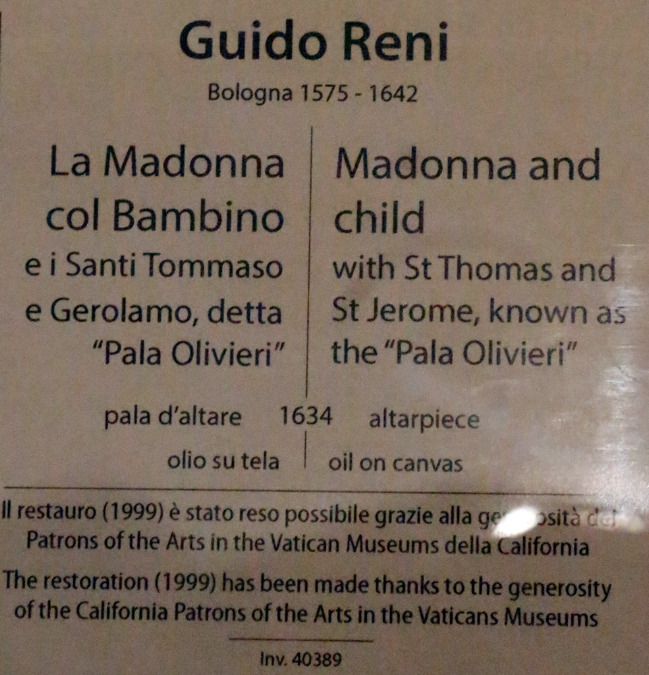 Guido Reni
Bologna 1575 - 1642
La Madonna
col Bambino
e i Santi Tommaso
e Gerolamo, detta
“Pala Olivieri”
Madonna and
child
with St Thomas and
St Jerome, known as
the “Pala Olivieri”
pala d’altare 1634 altarpiece
olio su tela oil on canvas
Il restauro (1999) è stato reso possibile grazie alla generosità dei
Patrons of the Arts in the Vatican Museums della California
The restoration (1999) has been made thanks to the generosity
of the California Patrons of the Arts in the Vaticans Museums
Inv. 40389